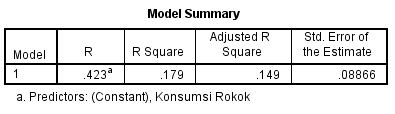 Model Summary
Model R R Square Adjusted R Square Std. Error of the Estimate
1 .423a .179 .149 .08866
a. Predictors: (Constant), Konsumsi Rokok